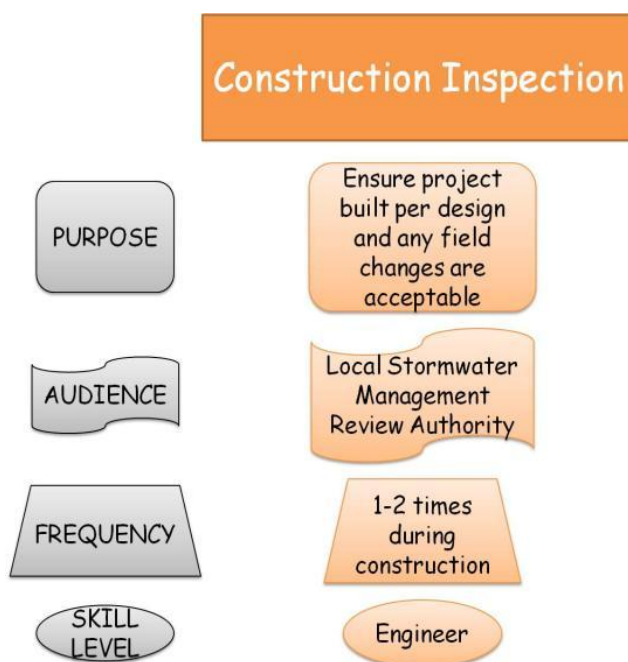 Construction Inspection
PURPOSE
Ensure project
built per design
and any field
changes are
acceptable
AUDIENCE
Local Stormwater
Management
Review Authority
FREQUENCY
1-2 times
during
construction
SKILL
LEVEL
Engineer